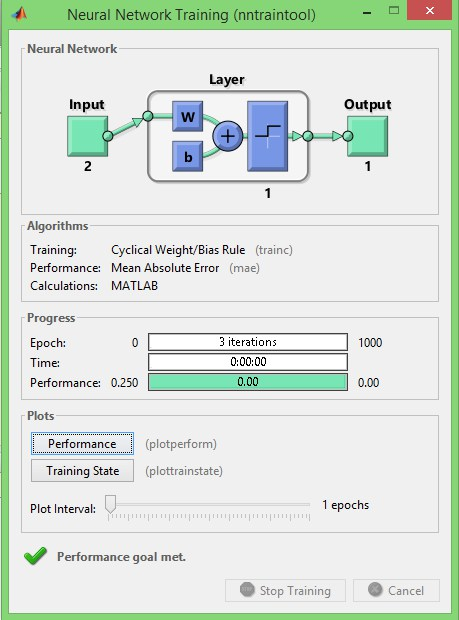 Neural Network Training (nntraintool)
Neural Network
Layer
Input
Output
W
b
+
2
1
1
Algorithms
Training: Cyclical Weight/Bias Rule (trainc)
Performance: Mean Absolute Error (mae)
Calculations: MATLAB
Progress
Epoch: 0 3 iterations 1000
Time: 0:00:00
Performance: 0.250 0.00 0.00
Plots
Performance (plotperform)
Training State (plottrainstate)
Plot Interval: 1 epochs
Performance goal met.
Stop Training
Cancel